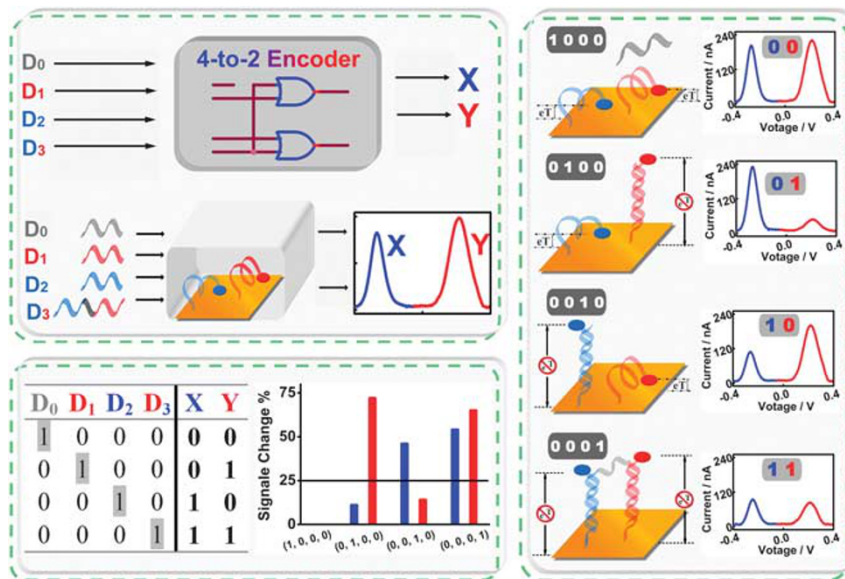 4-to-2 Encoder
D0
D1
D2
D3
X
Y
D0
D1
D2
D3
X
Y
D0 D1 D2 D3 X Y
1 0 0 0 0 0
0 1 0 0 0 1
0 0 1 0 1 0
0 0 0 1 1 1
Signale Change %
75
50
25
0
(1, 0, 0, 0)
(0, 1, 0, 0)
(0, 0, 1, 0)
(0, 0, 0, 1)
1 0 0 0
eT
eT
Current / nA
240
120
0
0 0
-0.4 0.0 0.4
Votage / V
0 1 0 0
eT
Current / nA
240
120
0
0 1
-0.4 0.0 0.4
Votage / V
0 0 1 0
eT
Current / nA
240
120
0
1 0
-0.4 0.0 0.4
Votage / V
0 0 0 1
Current / nA
240
120
0
1 1
-0.4 0.0 0.4
Votage / V